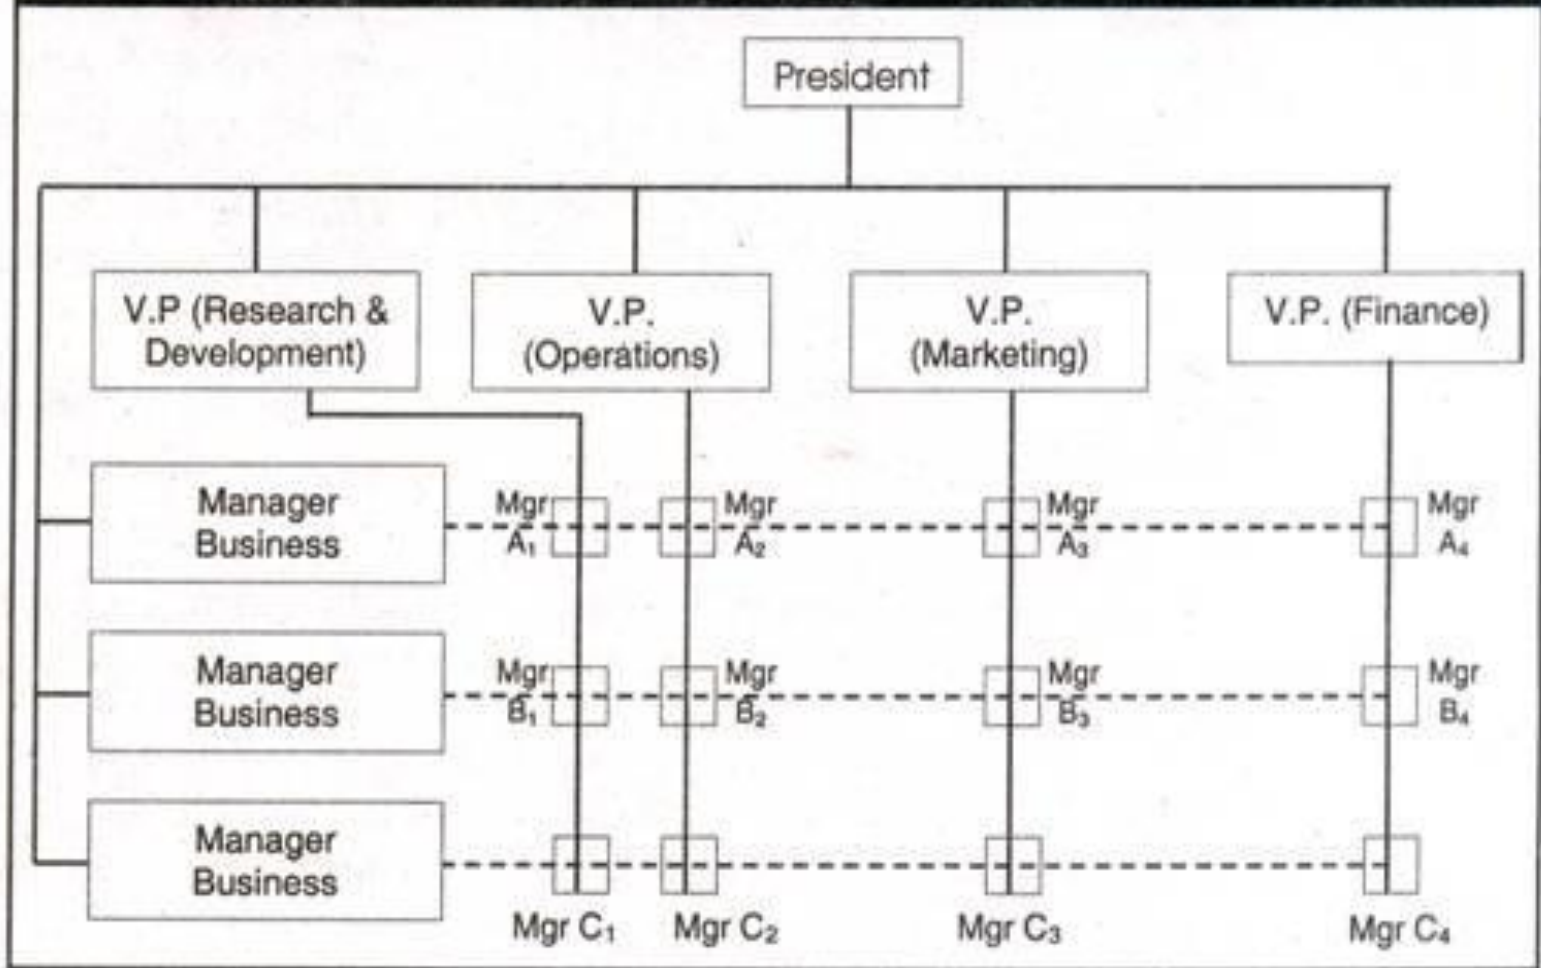 President
V.P (Research &
Development)
V.P.
(Operations)
V.P.
(Marketing)
V.P. (Finance)
Manager
Business
Mgr
A₁
Mgr
A₂
Mgr
A₃
Mgr
A₄
Manager
Business
Mgr
B₁
Mgr
B₂
Mgr
B₃
Mgr
B₄
Manager
Business
Mgr C₁
Mgr C₂
Mgr C₃
Mgr C₄